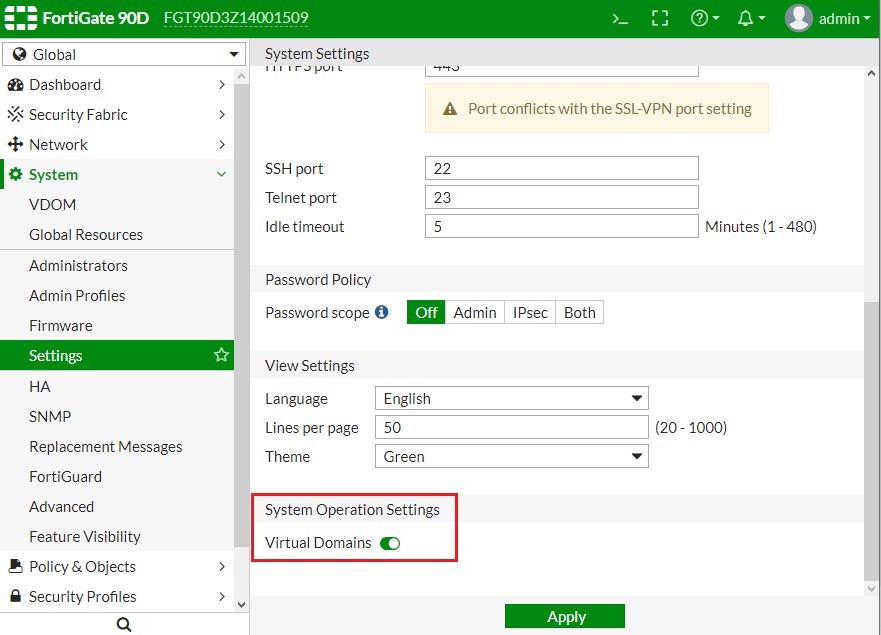 FortiGate 90D FGT90D3Z14001509 >_ admin
Global
System Settings
HTTPS port 443
Port conflicts with the SSL-VPN port setting
Dashboard
Security Fabric
Network
System
VDOM
Global Resources
Administrators
Admin Profiles
Firmware
Settings
HA
SNMP
Replacement Messages
FortiGuard
Advanced
Feature Visibility
Policy & Objects
Security Profiles
SSH port 22
Telnet port 23
Idle timeout 5 Minutes (1 - 480)
Password Policy
Password scope Off Admin IPsec Both
View Settings
Language English
Lines per page 50 (20 - 1000)
Theme Green
System Operation Settings
Virtual Domains
Apply